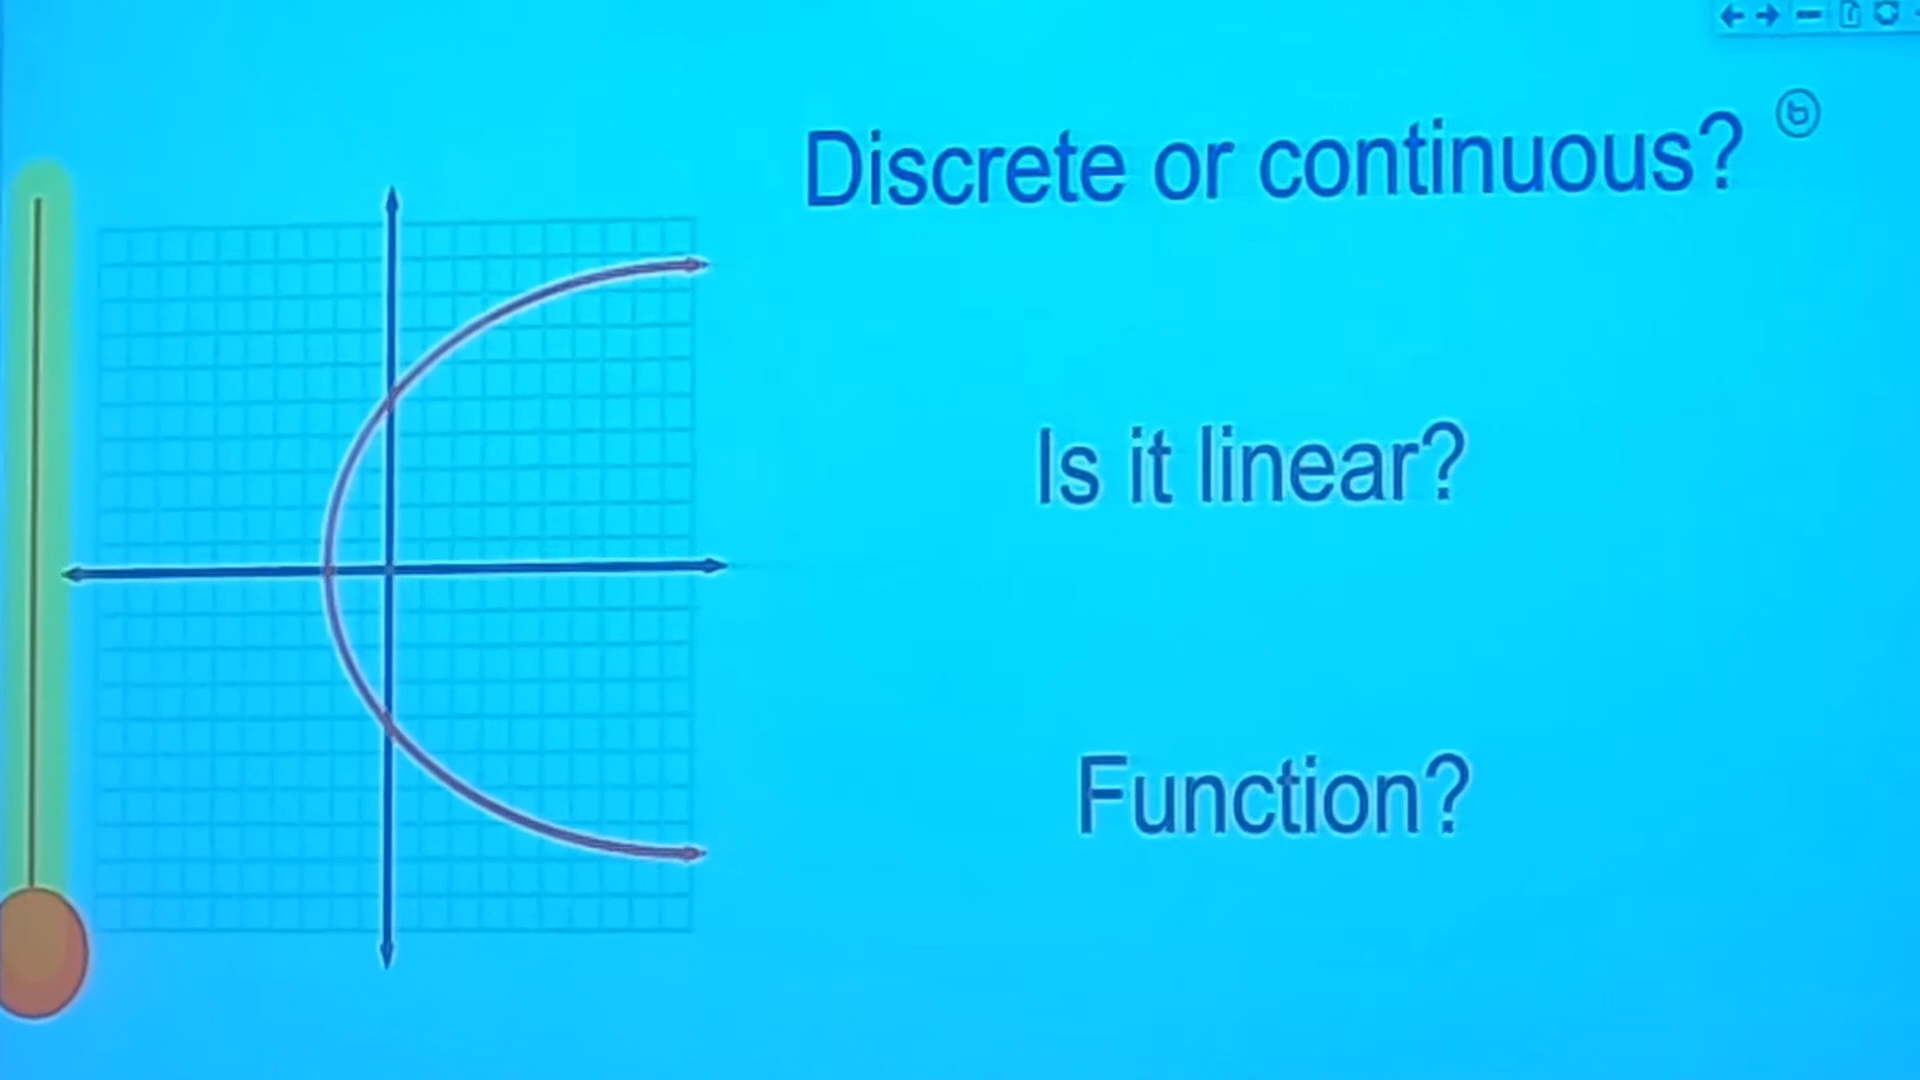 Discrete or continuous?
Is it linear?
Function?